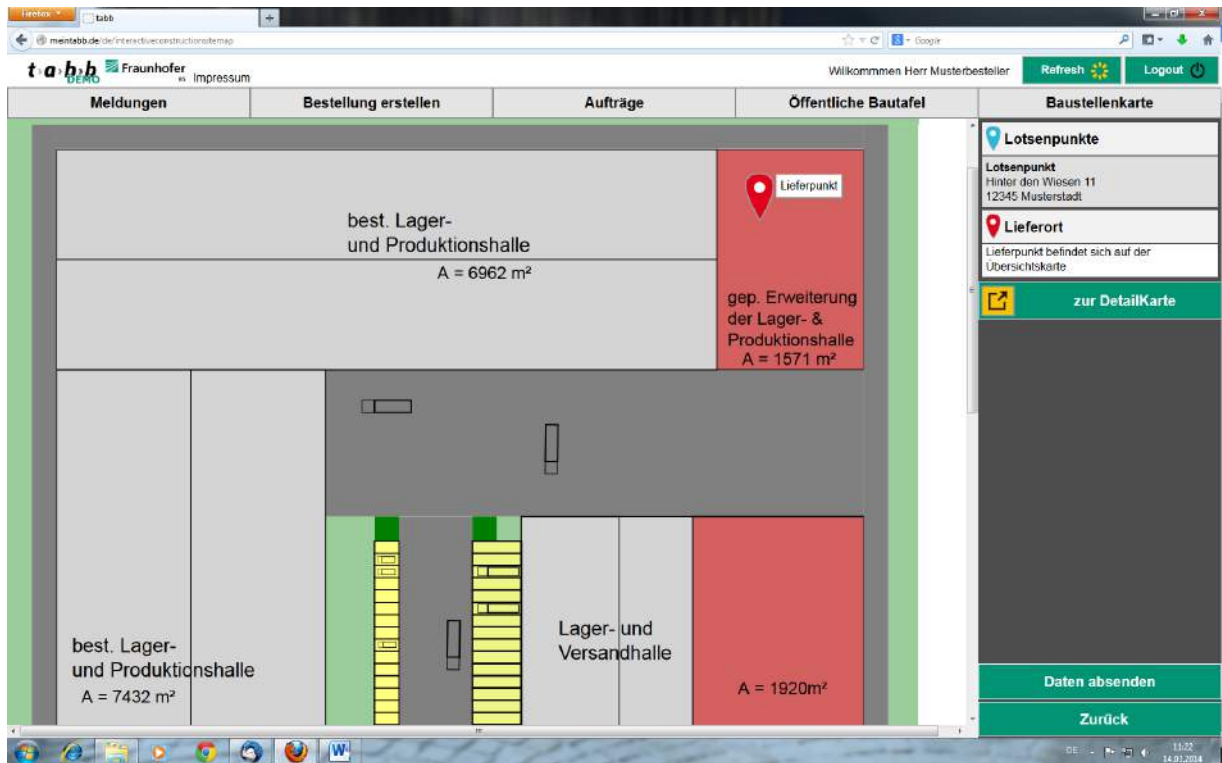 Firefox
tabb
meintabb.de/de/interactiveconstructionsitemap
Google
t›a›b›b
DEMO
Fraunhofer
Impressum
Willkommmen Herr Musterbesteller
Refresh
Logout
Meldungen
Bestellung erstellen
Aufträge
Öffentliche Bautafel
Baustellenkarte
best. Lager-
und Produktionshalle
A = 6962 m²
Lieferpunkt
gep. Erweiterung
der Lager- &
Produktionshalle
A = 1571 m²
best. Lager-
und Produktionshalle
A = 7432 m²
Lager- und
Versandhalle
A = 1920m²
Lotsenpunkte
Lotsenpunkt
Hinter den Wiesen 11
12345 Musterstadt
Lieferort
Lieferpunkt befindet sich auf der
Übersichtskarte
zur DetailKarte
Daten absenden
Zurück
W
DE
11:22
14.03.2014